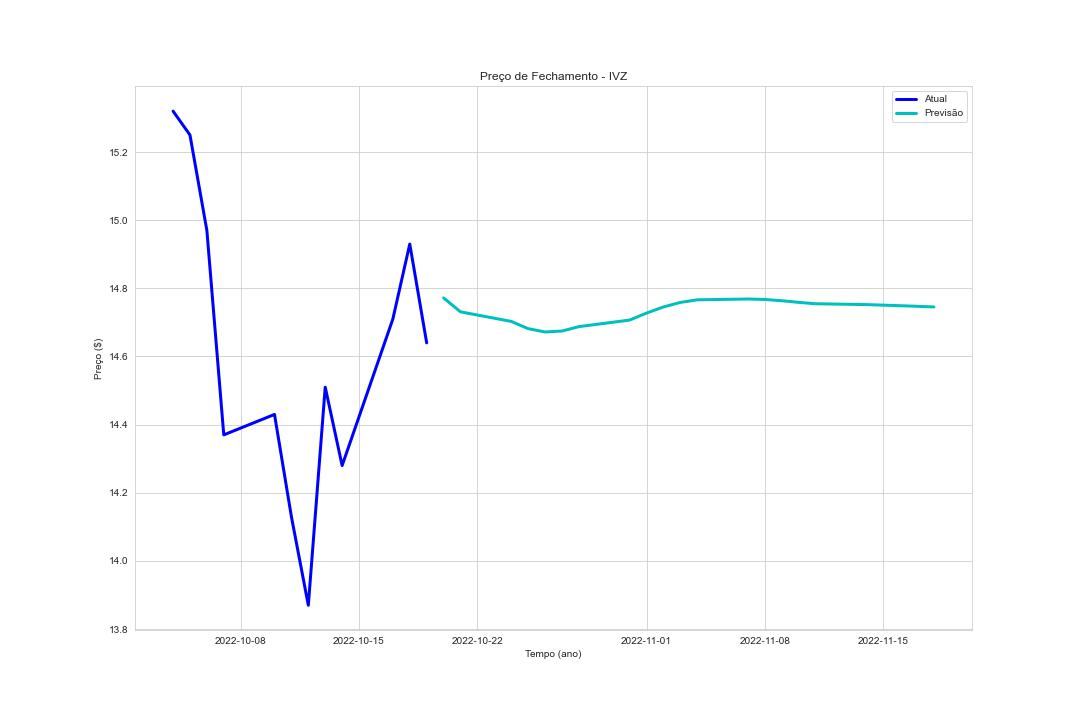 Preço de Fechamento - IVZ
Atual
Previsão
15.2
15.0
14.8
14.6
14.4
14.2
14.0
13.8
Preço ($)
2022-10-08
2022-10-15
2022-10-22
2022-11-01
2022-11-08
2022-11-15
Tempo (ano)